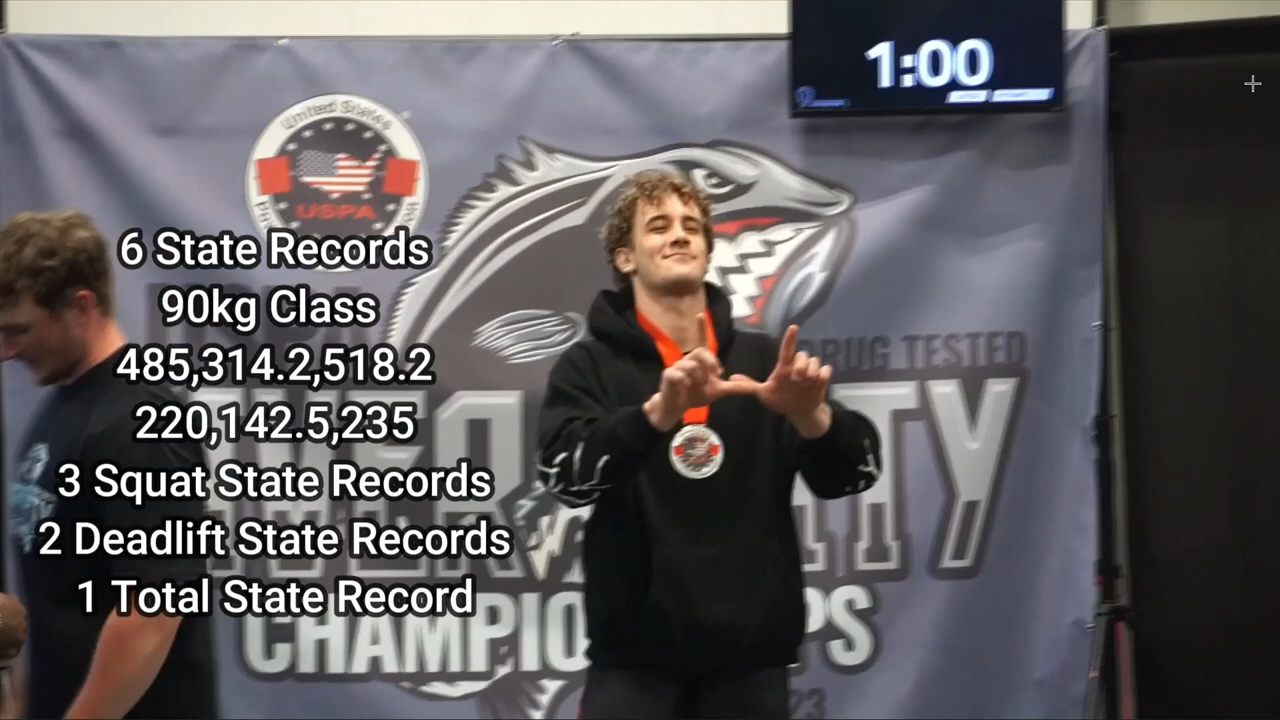 1:00
United States
USPA
6 State Records
90kg Class
485,314.2,518.2
220,142.5,235
3 Squat State Records
2 Deadlift State Records
1 Total State Record
DRUG TESTED
CHAMPIO PS
23